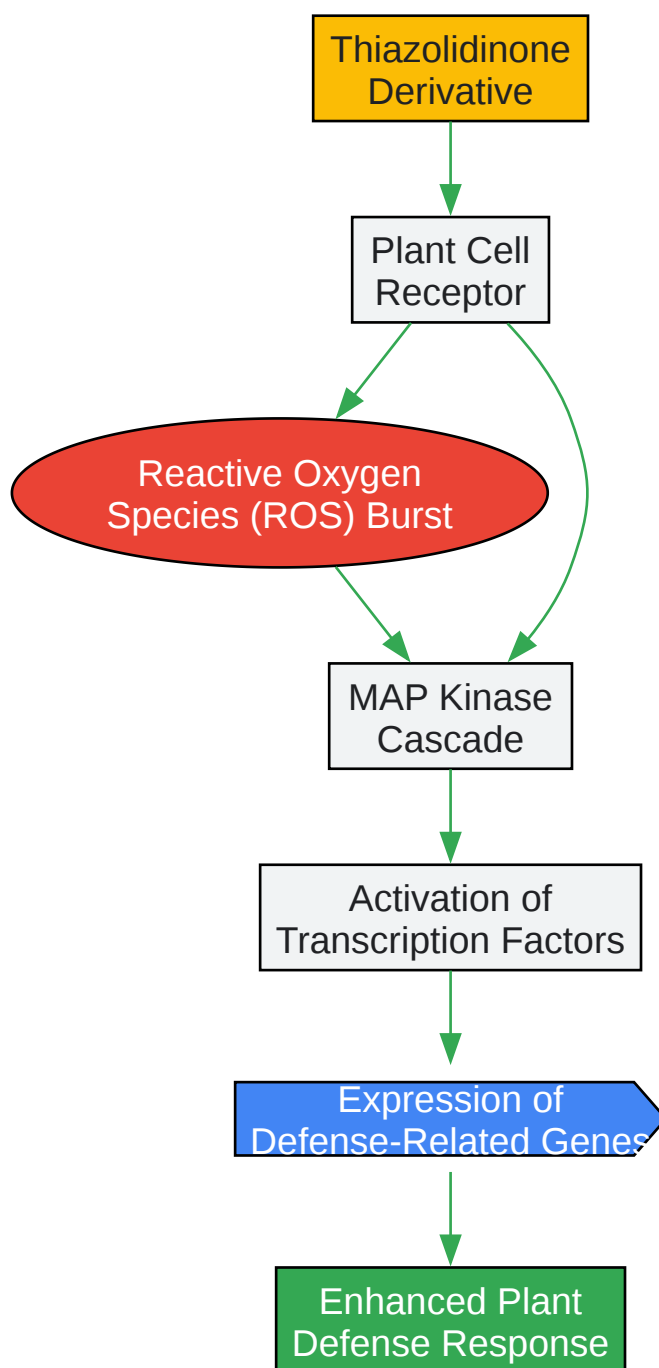 Thiazolidinone
Derivative
Plant Cell
Receptor
Reactive Oxygen
Species (ROS) Burst
MAP Kinase
Cascade
Activation of
Transcription Factors
Expression of
Defense-Related Genes
Enhanced Plant
Defense Response